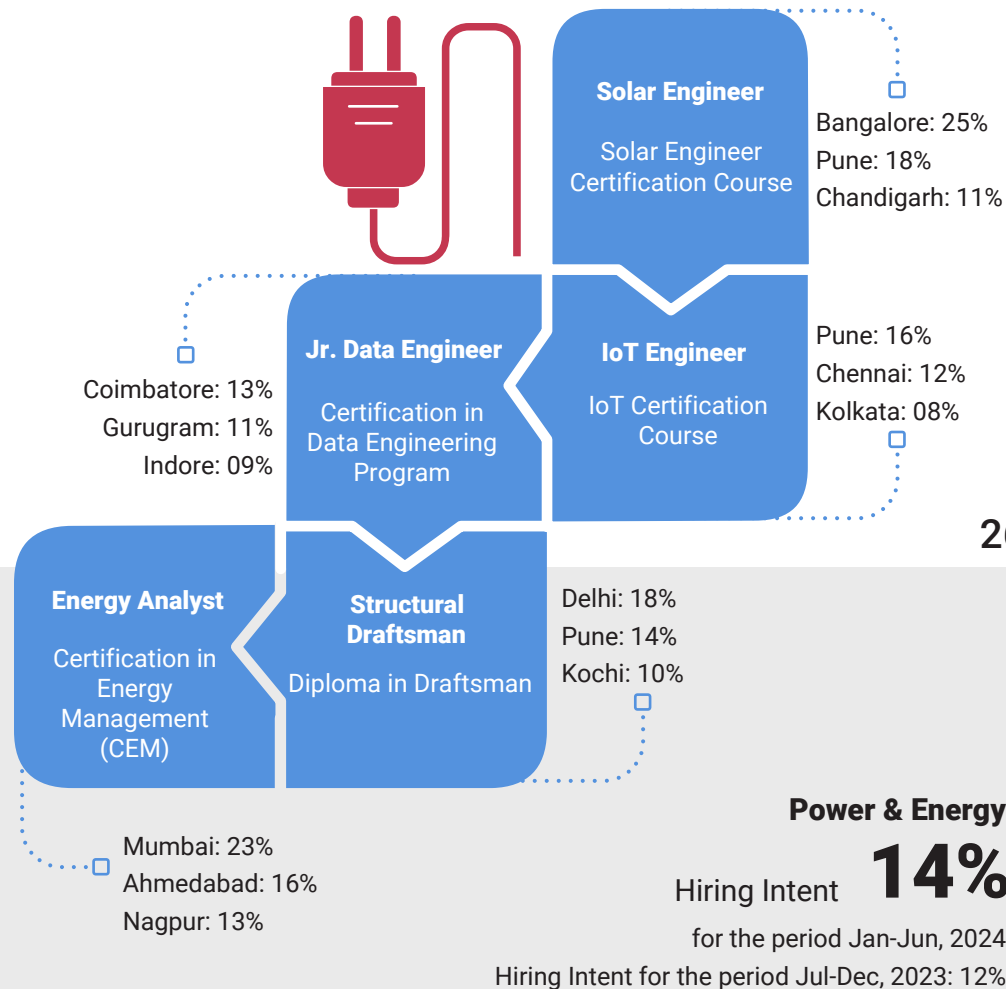 Solar Engineer
Solar Engineer
Certification Course
Bangalore: 25%
Pune: 18%
Chandigarh: 11%
Jr. Data Engineer
Certification in
Data Engineering
Program
Coimbatore: 13%
Gurugram: 11%
Indore: 09%
IoT Engineer
IoT Certification
Course
Pune: 16%
Chennai: 12%
Kolkata: 08%
Energy Analyst
Certification in
Energy
Management
(CEM)
Structural
Draftsman
Diploma in Draftsman
Delhi: 18%
Pune: 14%
Kochi: 10%
Mumbai: 23%
Ahmedabad: 16%
Nagpur: 13%
Power & Energy
Hiring Intent 14%
for the period Jan-Jun, 2024
Hiring Intent for the period Jul-Dec, 2023: 12%